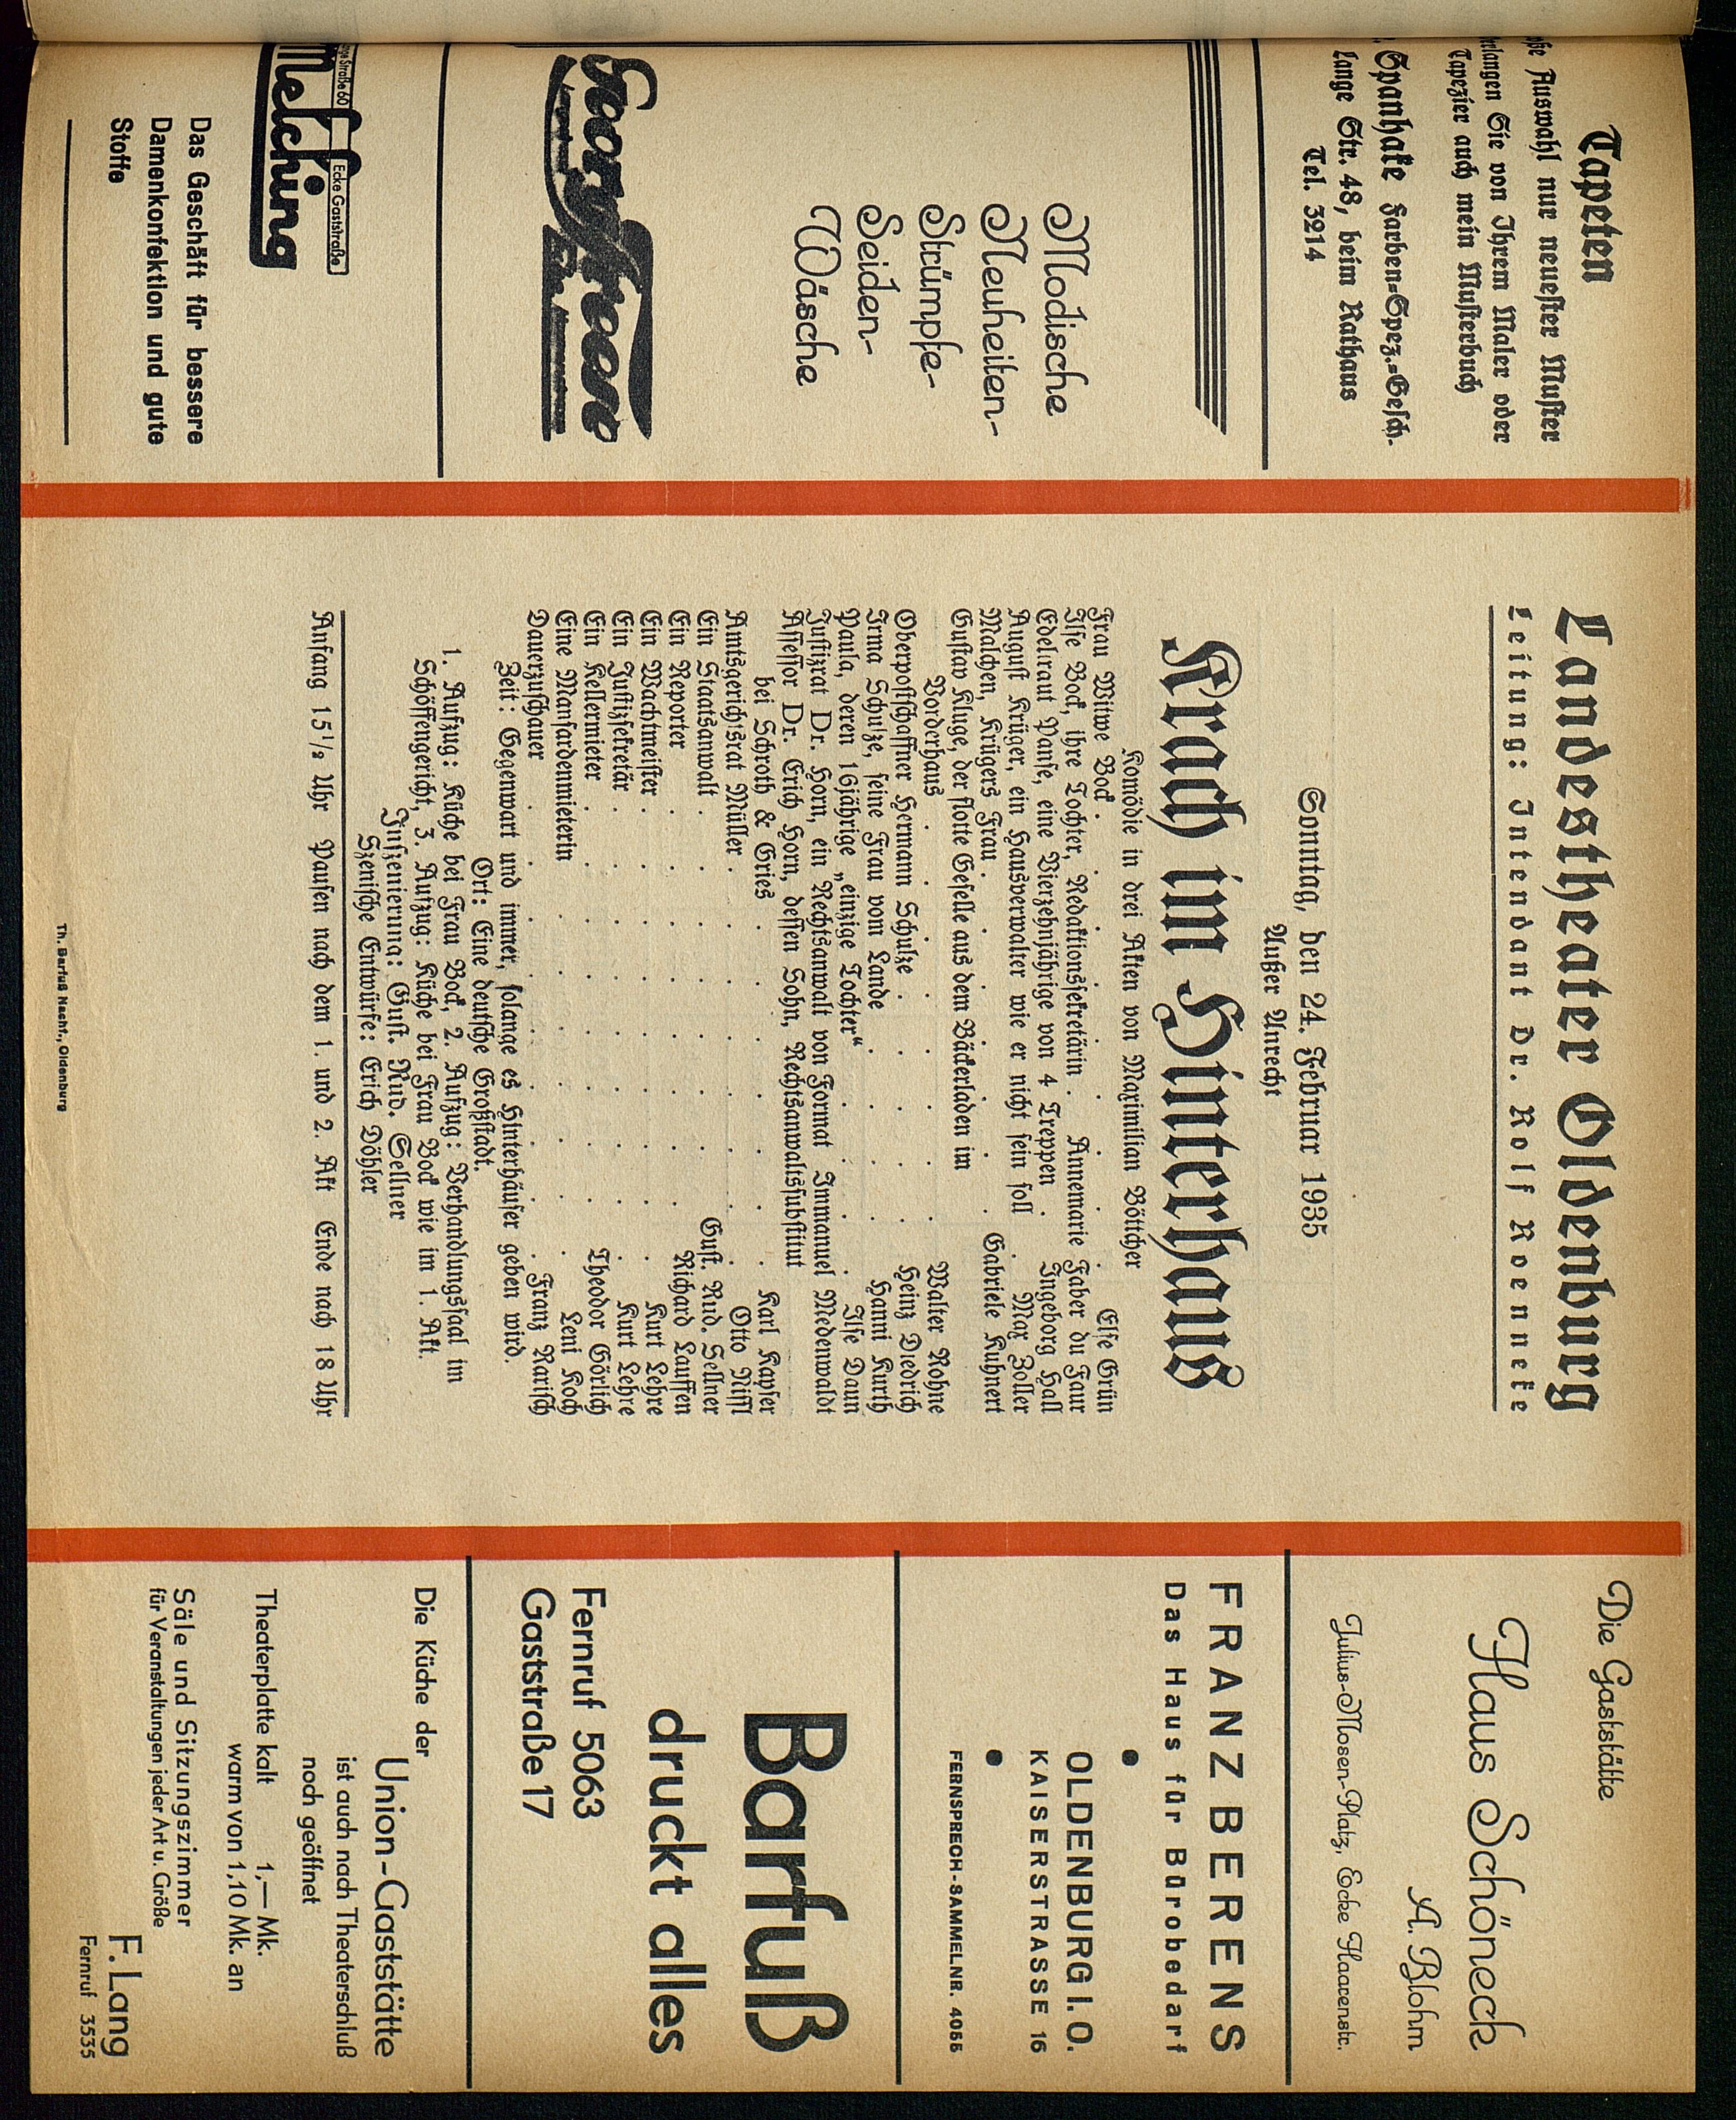 Tapeten
Auswahl nur neuester Muster
Sie von Ihrem Maler oder
Tapezier auch mein Musterbuch
Spanhake Farben-Spez.-Gesch.
Lange Str. 48, beim Rathaus
Tel. 3214
Modische
Neuheiten-
Strümpfe-
Seiden-
Wäsche
Straße 60 Ecke Gaststraße
Melching
Das Geschäft für bessere
Damenkonfektion und gute
Stoffe
Landestheater Oldenburg
Leitung: Intendant Dr. Rolf Roenneke
Sonntag, den 24. Februar 1935
Außer Anrecht
Krach im Hinterhaus
Komödie in drei Akten von Maximilian Böttcher
Frau Witwe Bock . . . . . . Else Grün
Ilse Bock, ihre Tochter, Redaktionssekretärin . Annemarie Faber du Faur
Edeltraut Panse, eine Vierzehnjährige von 4 Treppen . Ingeborg Hall
August Krüger, ein Hausverwalter wie er nicht sein soll . Max Zoller
Malchen, Krügers Frau . . . . . . Gabriele Kuhnert
Gustav Kluge, der flotte Geselle aus dem Bäckerladen im
Vorderhaus . . . . . . Walter Rohne
Oberpostschaffner Hermann Schulze . . . . . Heinz Diedrich
Irma Schulze, seine Frau vom Lande . . . . Hanni Kurth
Paula, deren 16jährige „einzige Tochter“ . . . . Ilse Daun
Justizrat Dr. Horn, ein Rechtsanwalt von Format Immanuel Medenwaldt
Assessor Dr. Erich Horn, dessen Sohn, Rechtsanwaltssubstitut
bei Schroth & Gries . . . . . . Karl Kayser
Amtsgerichtsrat Müller . . . . . . Otto Nissl
Ein Staatsanwalt . . . . . . Gust. Rud. Sellner
Ein Reporter . . . . . . Richard Lauffen
Ein Wachtmeister . . . . . . Kurt Lehre
Ein Justizsekretär . . . . . . Kurt Lehre
Ein Kellermieter . . . . . . Theodor Görlich
Eine Mansardenmieterin . . . . . . Leni Koch
Dauerzuschauer . . . . . . Franz Rarisch
Zeit: Gegenwart und immer, solange es Hinterhäuser geben wird.
Ort: Eine deutsche Großstadt.
1. Aufzug: Küche bei Frau Bock, 2. Aufzug: Verhandlungssaal im
Schöffengericht, 3. Aufzug: Küche bei Frau Bock wie im 1. Akt.
Inszenierung: Gust. Rud. Sellner
Szenische Entwürfe: Erich Döhler
Anfang 15½ Uhr Pausen nach dem 1. und 2. Akt Ende nach 18 Uhr
Th. Barfuß Nachf., Oldenburg
Die Gaststätte
Haus Schöneck
A. Blohm
Julius-Mosen-Platz, Ecke Haarenstr.
FRANZ BERENS
Das Haus für Bürobedarf
OLDENBURG I. O.
KAISERSTRASSE 16
FERNSPRECH-SAMMELNR. 4055
Barfuß
druckt alles
Fernruf 5063
Gaststraße 17
Die Küche der
Union-Gaststätte
ist auch nach Theaterschluß
noch geöffnet
Theaterplatte kalt 1,— Mk.
warm von 1,10 Mk. an
Säle und Sitzungszimmer
für Veranstaltungen jeder Art u. Größe
F. Lang
Fernruf 3535